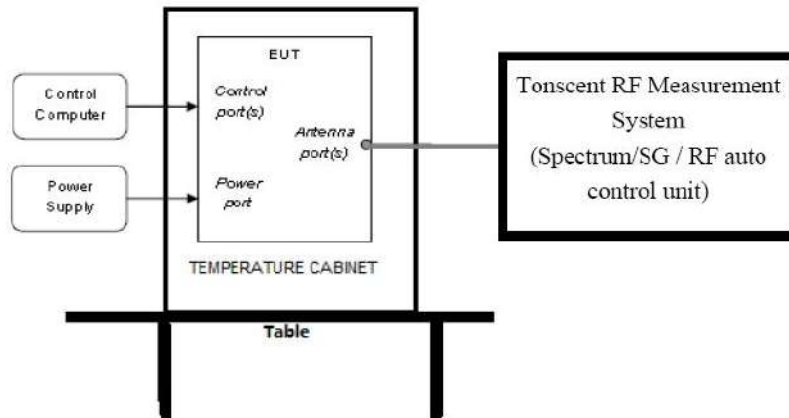 EUT
Control
Computer
Control
port(s)
Antenna
port(s)
Power
Supply
Power
port
TEMPERATURE CABINET
Table
Tonscent RF Measurement
System
(Spectrum/SG / RF auto
control unit)